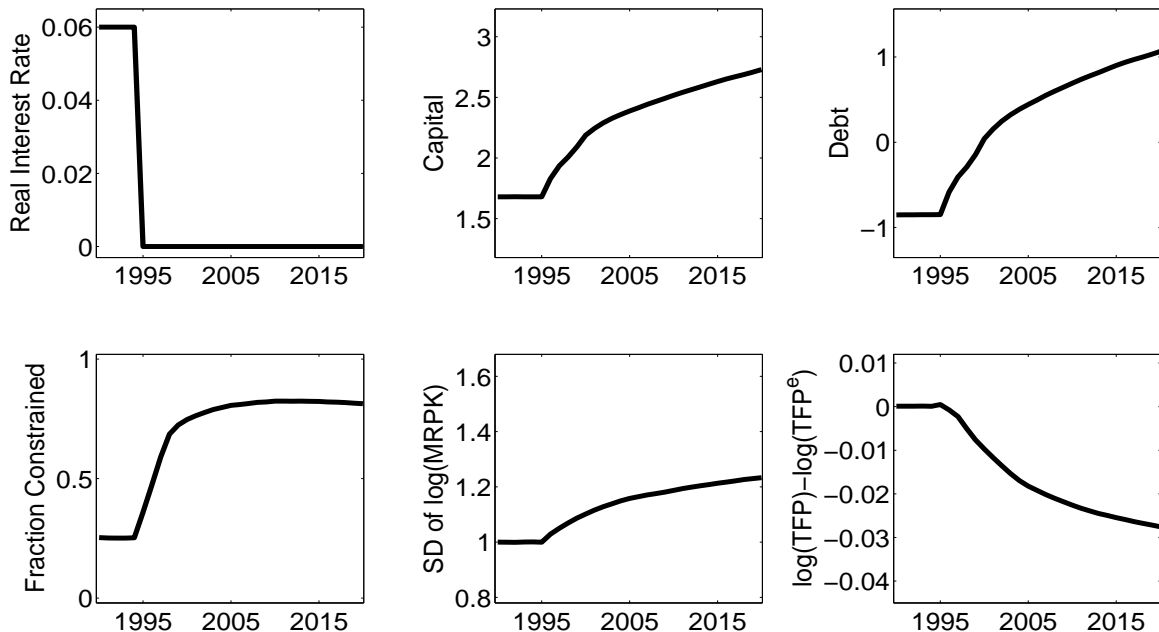 Real Interest Rate
0.06
0.04
0.02
0
1995 2005 2015
Capital
3
2.5
2
1.5
1995 2005 2015
Debt
1
0
−1
1995 2005 2015
Fraction Constrained
1
0.5
0
1995 2005 2015
SD of log(MRPK)
1.6
1.4
1.2
1
0.8
1995 2005 2015
log(TFP)−log(TFPᵉ)
0.01
0
−0.01
−0.02
−0.03
−0.04
1995 2005 2015